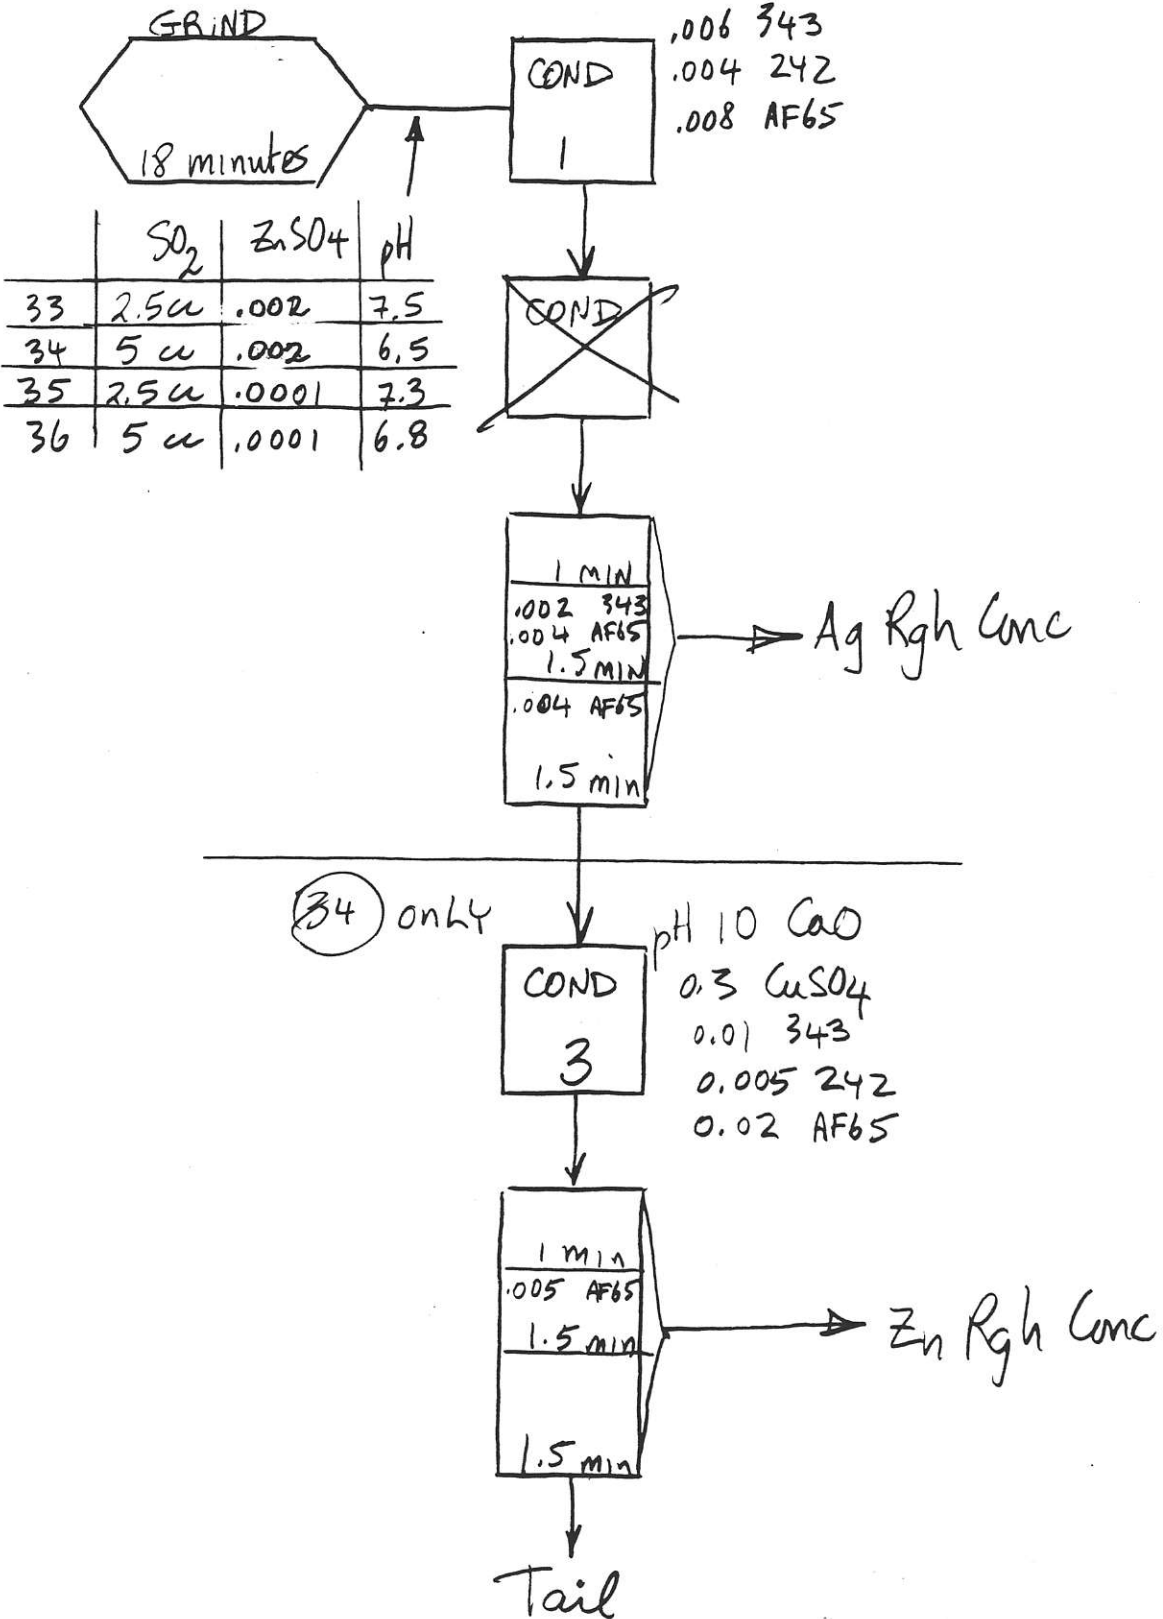 GRIND
18 minutes
COND
1
.006 343
.004 242
.008 AF65
SO2 ZnSO4 pH
33 2.5cc .002 7.5
34 5 cc .002 6.5
35 2.5cc .0001 7.3
36 5 cc .0001 6.8
COND
1 MIN
.002 343
.004 AF65
1.5 MIN
.004 AF65
1.5 min
Ag Rgh Conc
34 only
COND
3
pH 10 CaO
0.3 CuSO4
0.01 343
0.005 242
0.02 AF65
1 min
.005 AF65
1.5 min
1.5 min
Zn Rgh Conc
Tail